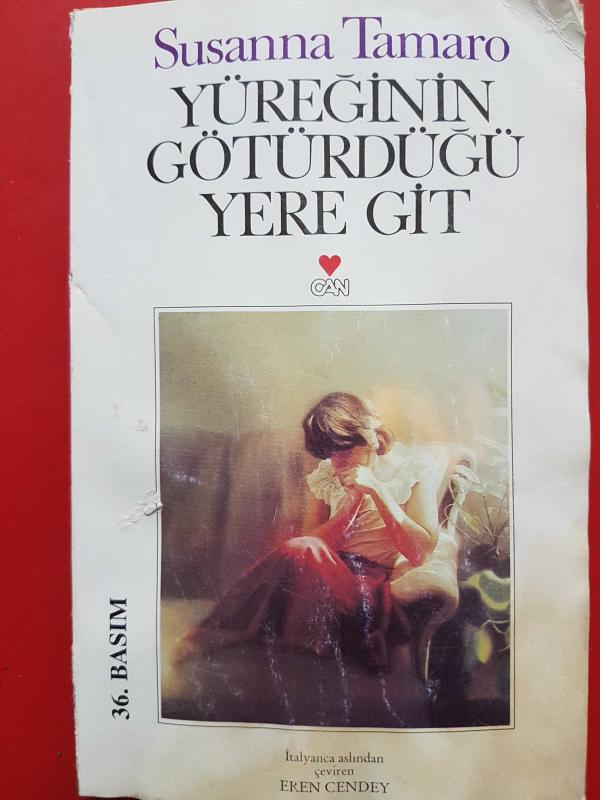 Susanna Tamaro
YÜREĞİNİN
GÖTÜRDÜĞÜ
YERE GİT
CAN
36. BASIM
İtalyanca aslından
çeviren
EREN CENDEY